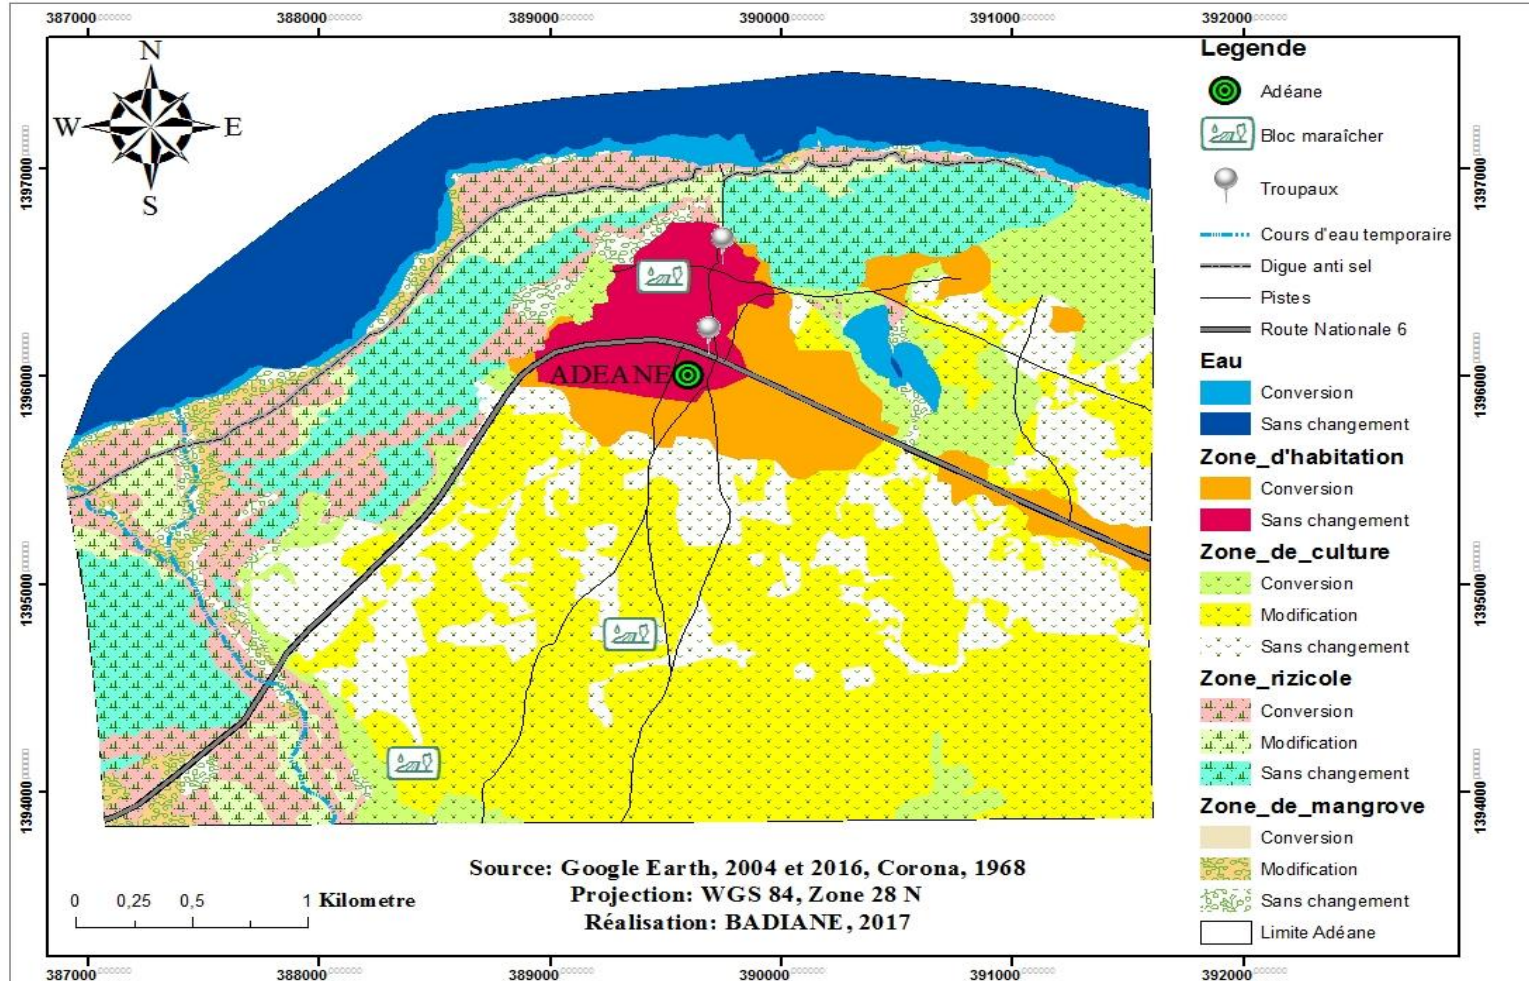 387000 388000 389000 390000 391000 392000
N
W E
S
1397000
1396000
1395000
1394000
ADEANE
Legende
Adéane
Bloc maraîcher
Troupaux
Cours d'eau temporaire
Digue anti sel
Pistes
Route Nationale 6
Eau
Conversion
Sans changement
Zone_d'habitation
Conversion
Sans changement
Zone_de_culture
Conversion
Modification
Sans changement
Zone_rizicole
Conversion
Modification
Sans changement
Zone_de_mangrove
Conversion
Modification
Sans changement
Limite Adéane
1397000
1396000
1395000
1394000
Source: Google Earth, 2004 et 2016, Corona, 1968
Projection: WGS 84, Zone 28 N
Réalisation: BADIANE, 2017
0 0,25 0,5 1 Kilometre
387000 388000 389000 390000 391000 392000